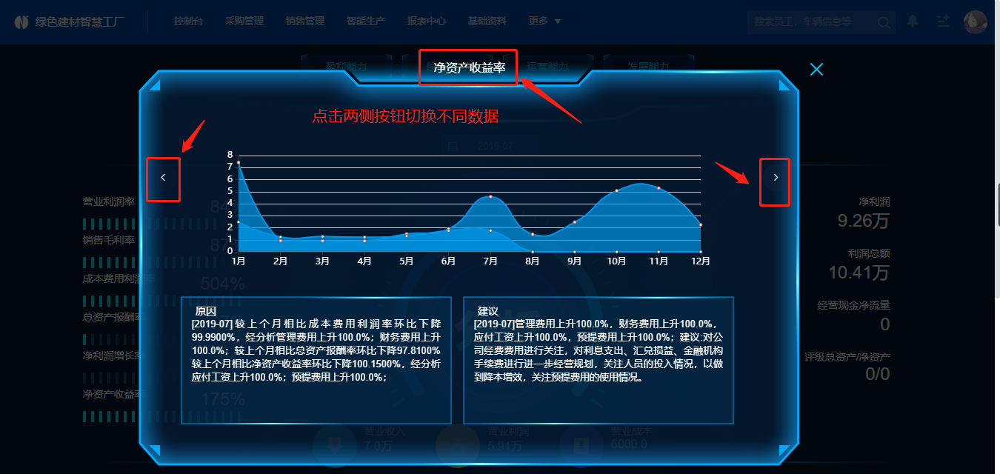 绿色建材智慧工厂
控制台 采购管理 销售管理 智能生产 报表中心 基础资料 更多
搜索员工，车辆信息等
盈利能力 净资产收益率 运营能力 发展能力
点击两侧按钮切换不同数据
2019-07
8
7
6
5
4
3
2
1
0
1月 2月 3月 4月 5月 6月 7月 8月 9月 10月 11月 12月
营业利润率
销售毛利率
成本费用利润率
504%
总资产报酬率
净利润增长率
净资产收益率
175%
净利润
9.26万
利润总额
10.41万
经营现金净流量
0
评级总资产/净资产
0/0
原因
[2019-07]较上个月相比成本费用利润率环比下降
99.9900%，经分析管理费用上升100.0%；财务费用上升
100.0%；较上个月相比总资产报酬率环比下降97.8100%
较上个月相比净资产收益率环比下降100.1500%，经分析
应付工资上升100.0%；预提费用上升100.0%；
建议
[2019-07]管理费用上升100.0%，财务费用上升100.0%，
应付工资上升100.0%，预提费用上升100.0%；建议:对公
司经费费用进行关注，对利息支出、汇兑损益、金融机构
手续费进行进一步经营规划，关注人员的投入情况，以做
到降本增效，关注预提费用的使用情况。
营业收入
7.0万
营业利润
5.91万
营业成本
6000.0